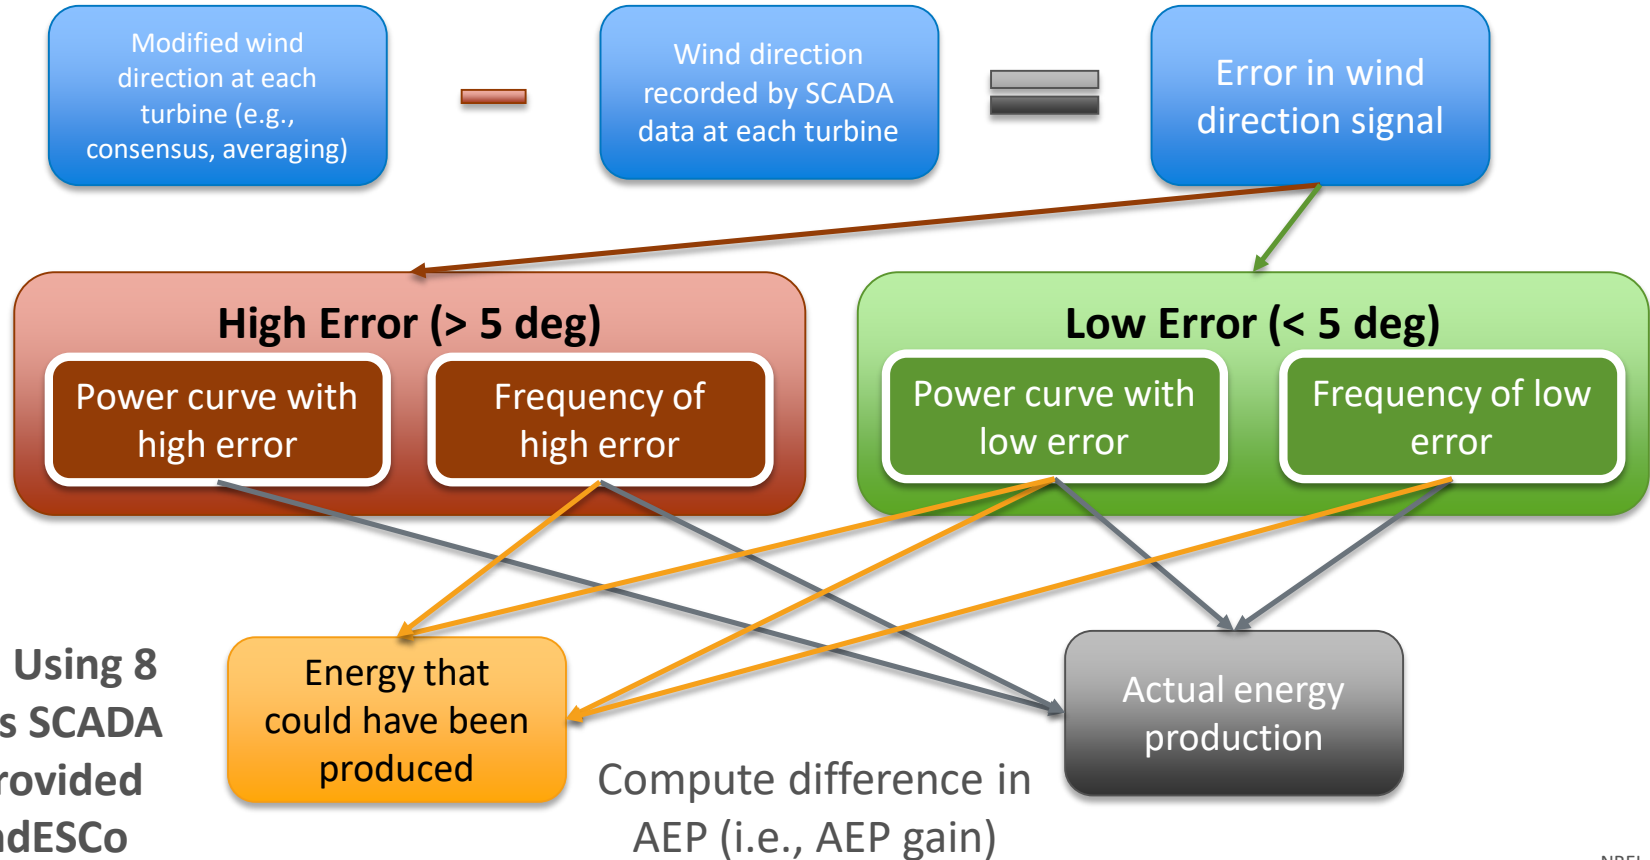 Modified wind
direction at each
turbine (e.g.,
consensus, averaging)
Wind direction
recorded by SCADA
data at each turbine
Error in wind
direction signal
High Error (> 5 deg)
Power curve with
high error
Frequency of
high error
Low Error (< 5 deg)
Power curve with
low error
Frequency of low
error
Using 8
s SCADA
rovided
ndESCo
Energy that
could have been
produced
Compute difference in
AEP (i.e., AEP gain)
Actual energy
production